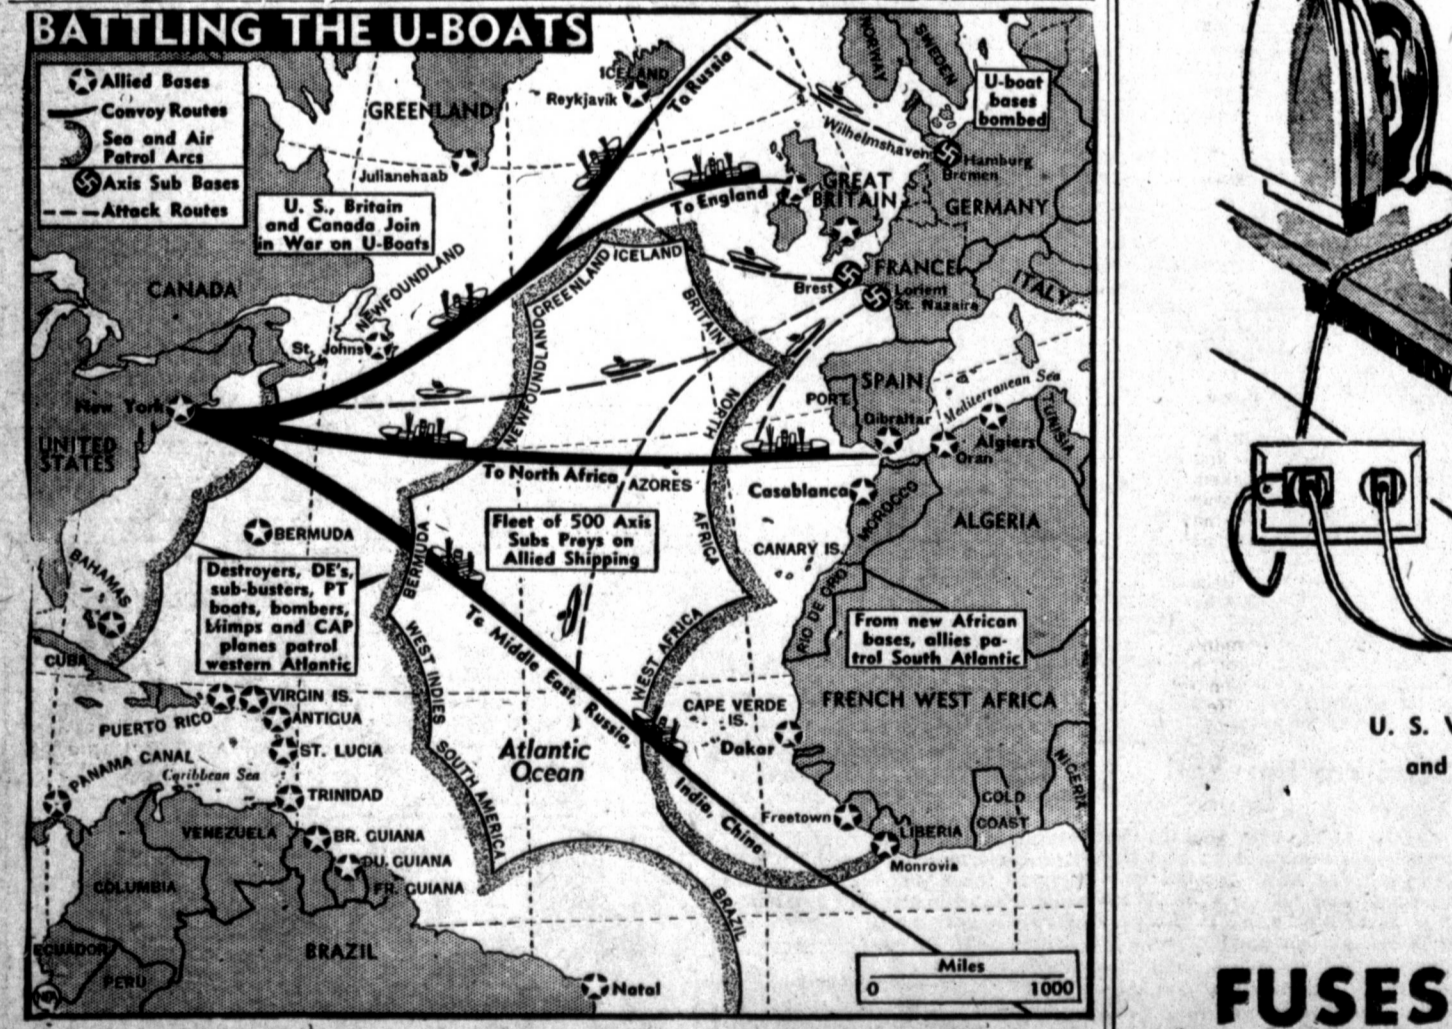 BATTLING THE U-BOATS
Allied Bases
Convoy Routes
Sea and Air
Patrol Arcs
Axis Sub Bases
Attack Routes
U. S., Britain
and Canada Join
in War on U-Boats
GREENLAND
Julianehaab
ICELAND
Reykjavik
To Russia
NORWAY
SWEDEN
U-boat
bases
bombed
Wilhelmshaven
Hamburg
Bremen
To England
GREAT
BRITAIN
GERMANY
FRANCE
Brest
Lorient
St. Nazaire
ITALY
CANADA
NEWFOUNDLAND
St. Johns
NEWFOUNDLAND
GREENLAND
ICELAND
BRITAIN
NORTH
AFRICA
New York
UNITED
STATES
SPAIN
PORT.
Gibraltar
Mediterranean Sea
Algiers
Oran
TUNISIA
To North Africa
AZORES
Casablanca
MOROCCO
ALGERIA
BERMUDA
BERMUDA
Fleet of 500 Axis
Subs Preys on
Allied Shipping
CANARY IS.
RIO DE ORO
BAHAMAS
Destroyers, DE's,
sub-busters, PT
boats, bombers,
blimps and CAP
planes patrol
western Atlantic
From new African
bases, allies pa-
trol South Atlantic
To Middle East, Russia,
India, China
WEST AFRICA
WEST INDIES
SOUTH AMERICA
CUBA
VIRGIN IS.
PUERTO RICO
ANTIGUA
ST. LUCIA
PANAMA CANAL
Caribbean Sea
TRINIDAD
Atlantic
Ocean
CAPE VERDE
IS.
Dakar
FRENCH WEST AFRICA
NIGERIA
GOLD
COAST
Freetown
LIBERIA
Monrovia
VENEZUELA
BR. GUIANA
DU. GUIANA
FR. GUIANA
COLUMBIA
ECUADOR
PERU
BRAZIL
BRAZIL
Natal
Miles
0 1000
U. S.
and
FUSES